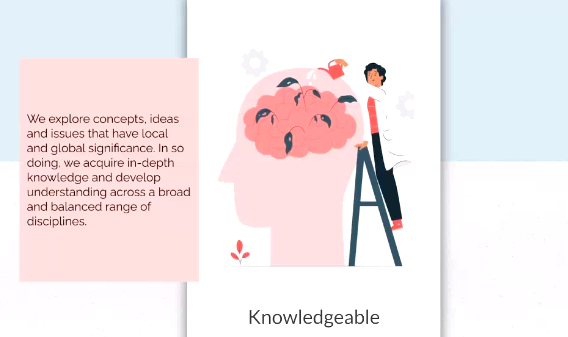 We explore concepts, ideas
and issues that have local
and global significance. In so
doing, we acquire in-depth
knowledge and develop
understanding across a broad
and balanced range of
disciplines.
Knowledgeable